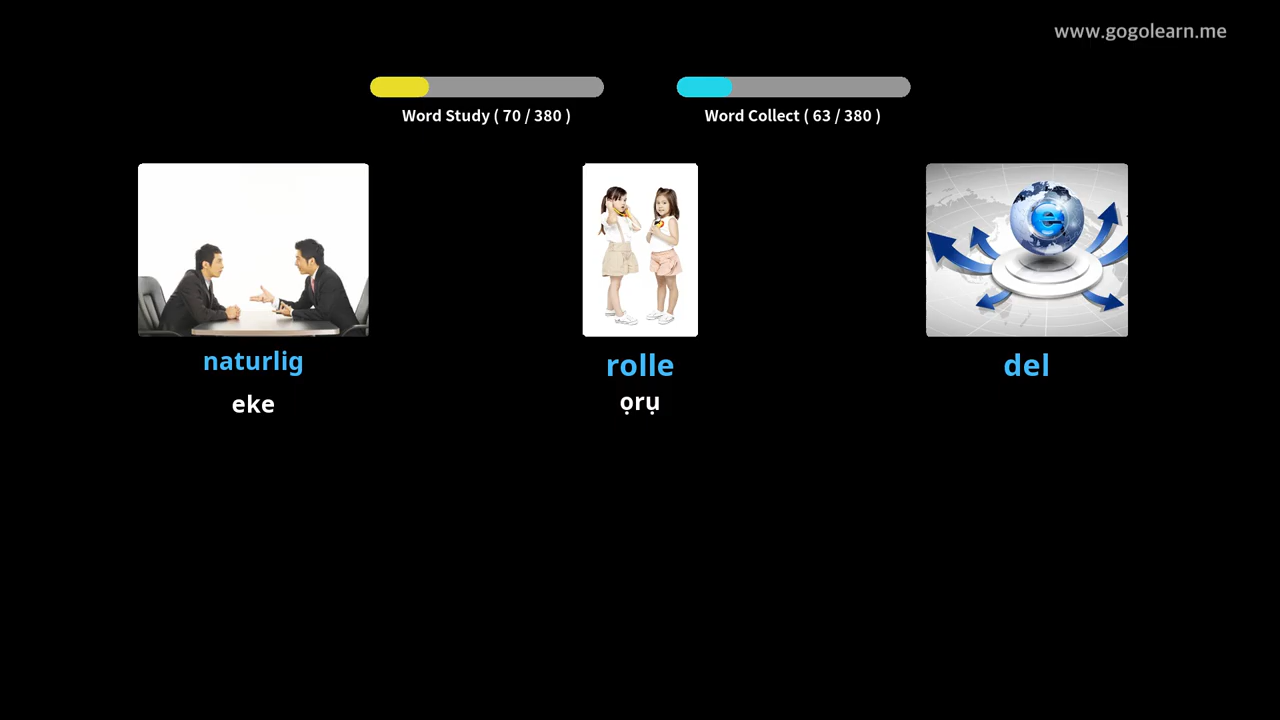 www.gogolearn.me
Word Study ( 70 / 380 )
Word Collect ( 63 / 380 )
naturlig
rolle
del
eke
ọrụ